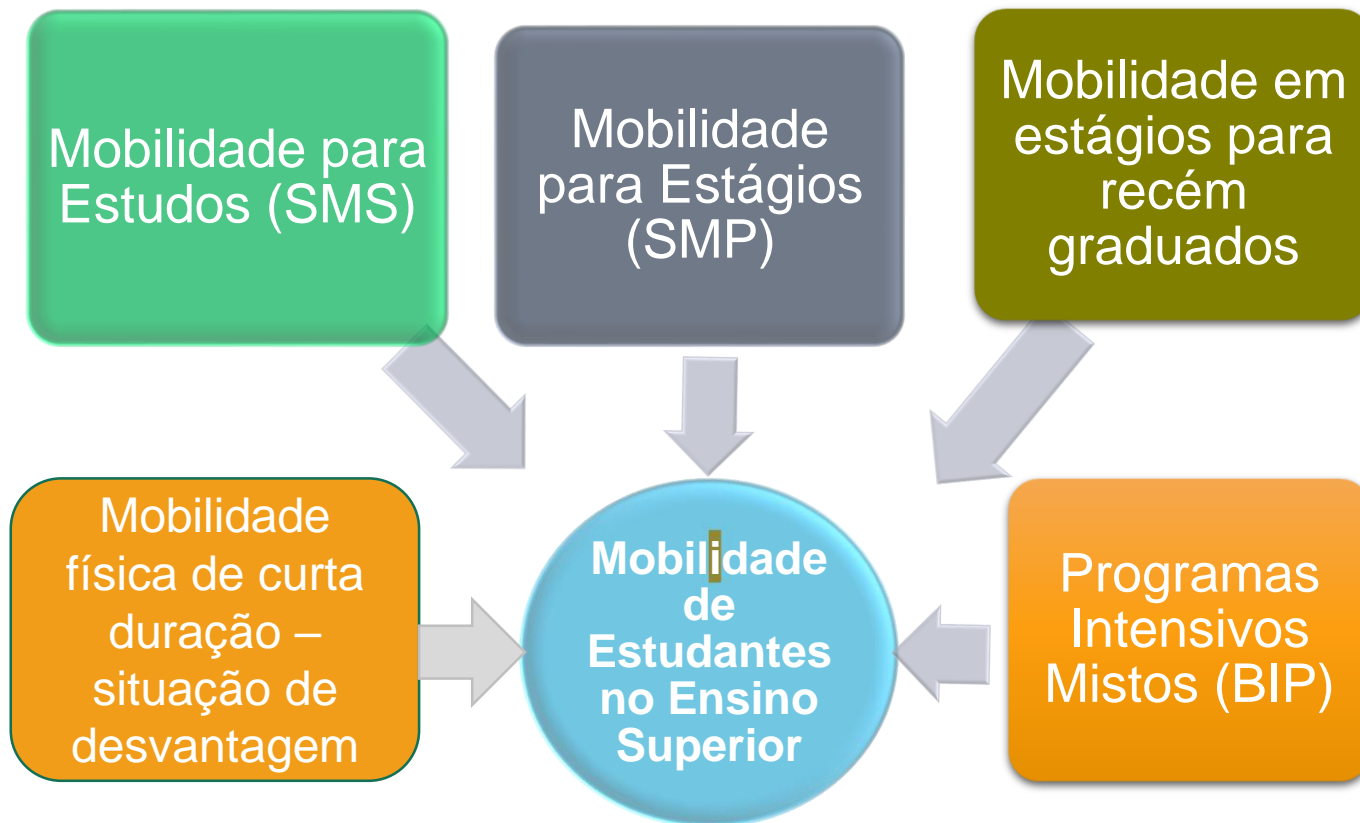 Mobilidade para
Estudos (SMS)
Mobilidade
para Estágios
(SMP)
Mobilidade em
estágios para
recém
graduados
Mobilidade
física de curta
duração –
situação de
desvantagem
Mobilidade
de
Estudantes
no Ensino
Superior
Programas
Intensivos
Mistos (BIP)